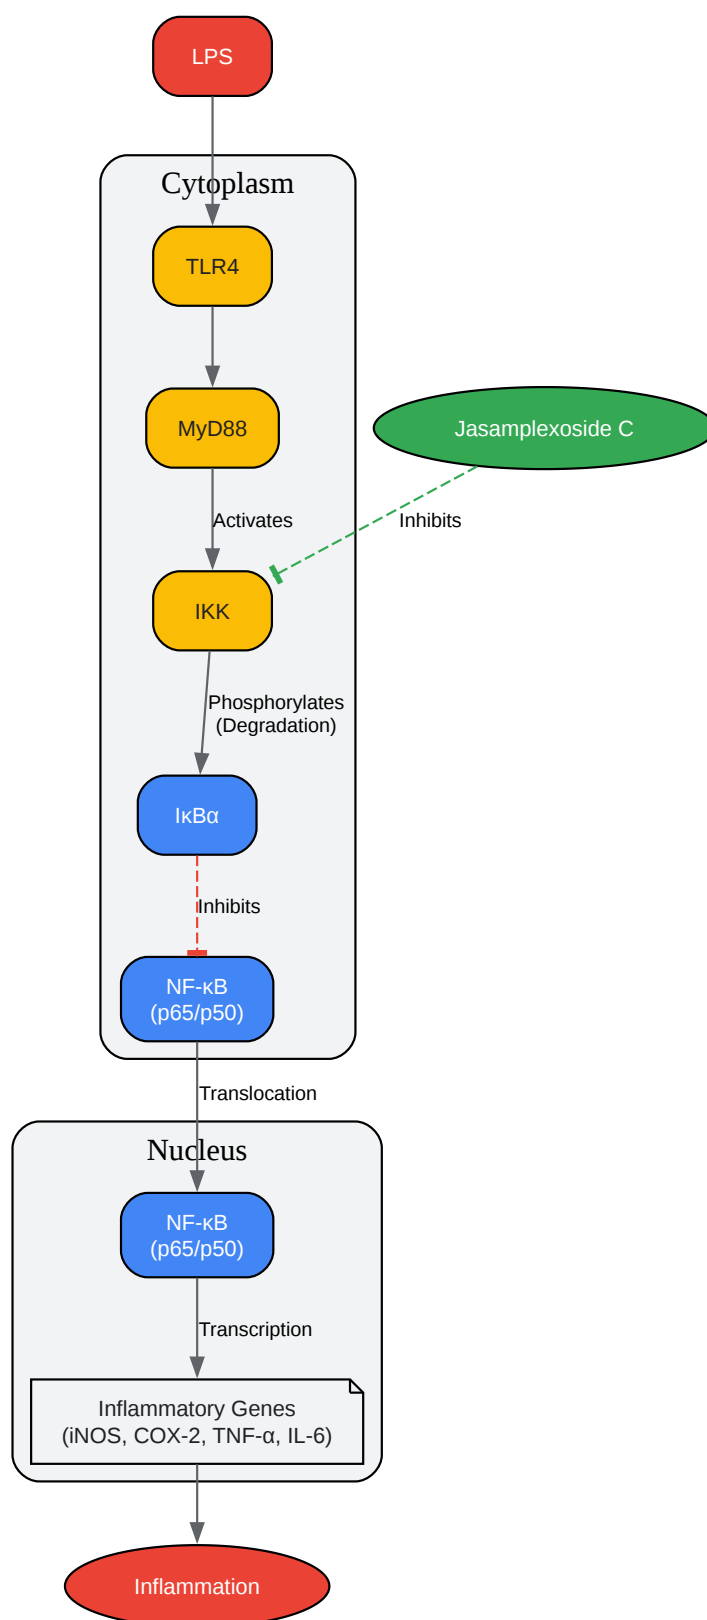 LPS
Cytoplasm
TLR4
MyD88
Jasamplexoside C
Activates
Inhibits
IKK
Phosphorylates
(Degradation)
IκBα
Inhibits
NF-κB
(p65/p50)
Translocation
Nucleus
NF-κB
(p65/p50)
Transcription
Inflammatory Genes
(iNOS, COX-2, TNF-α, IL-6)
Inflammation